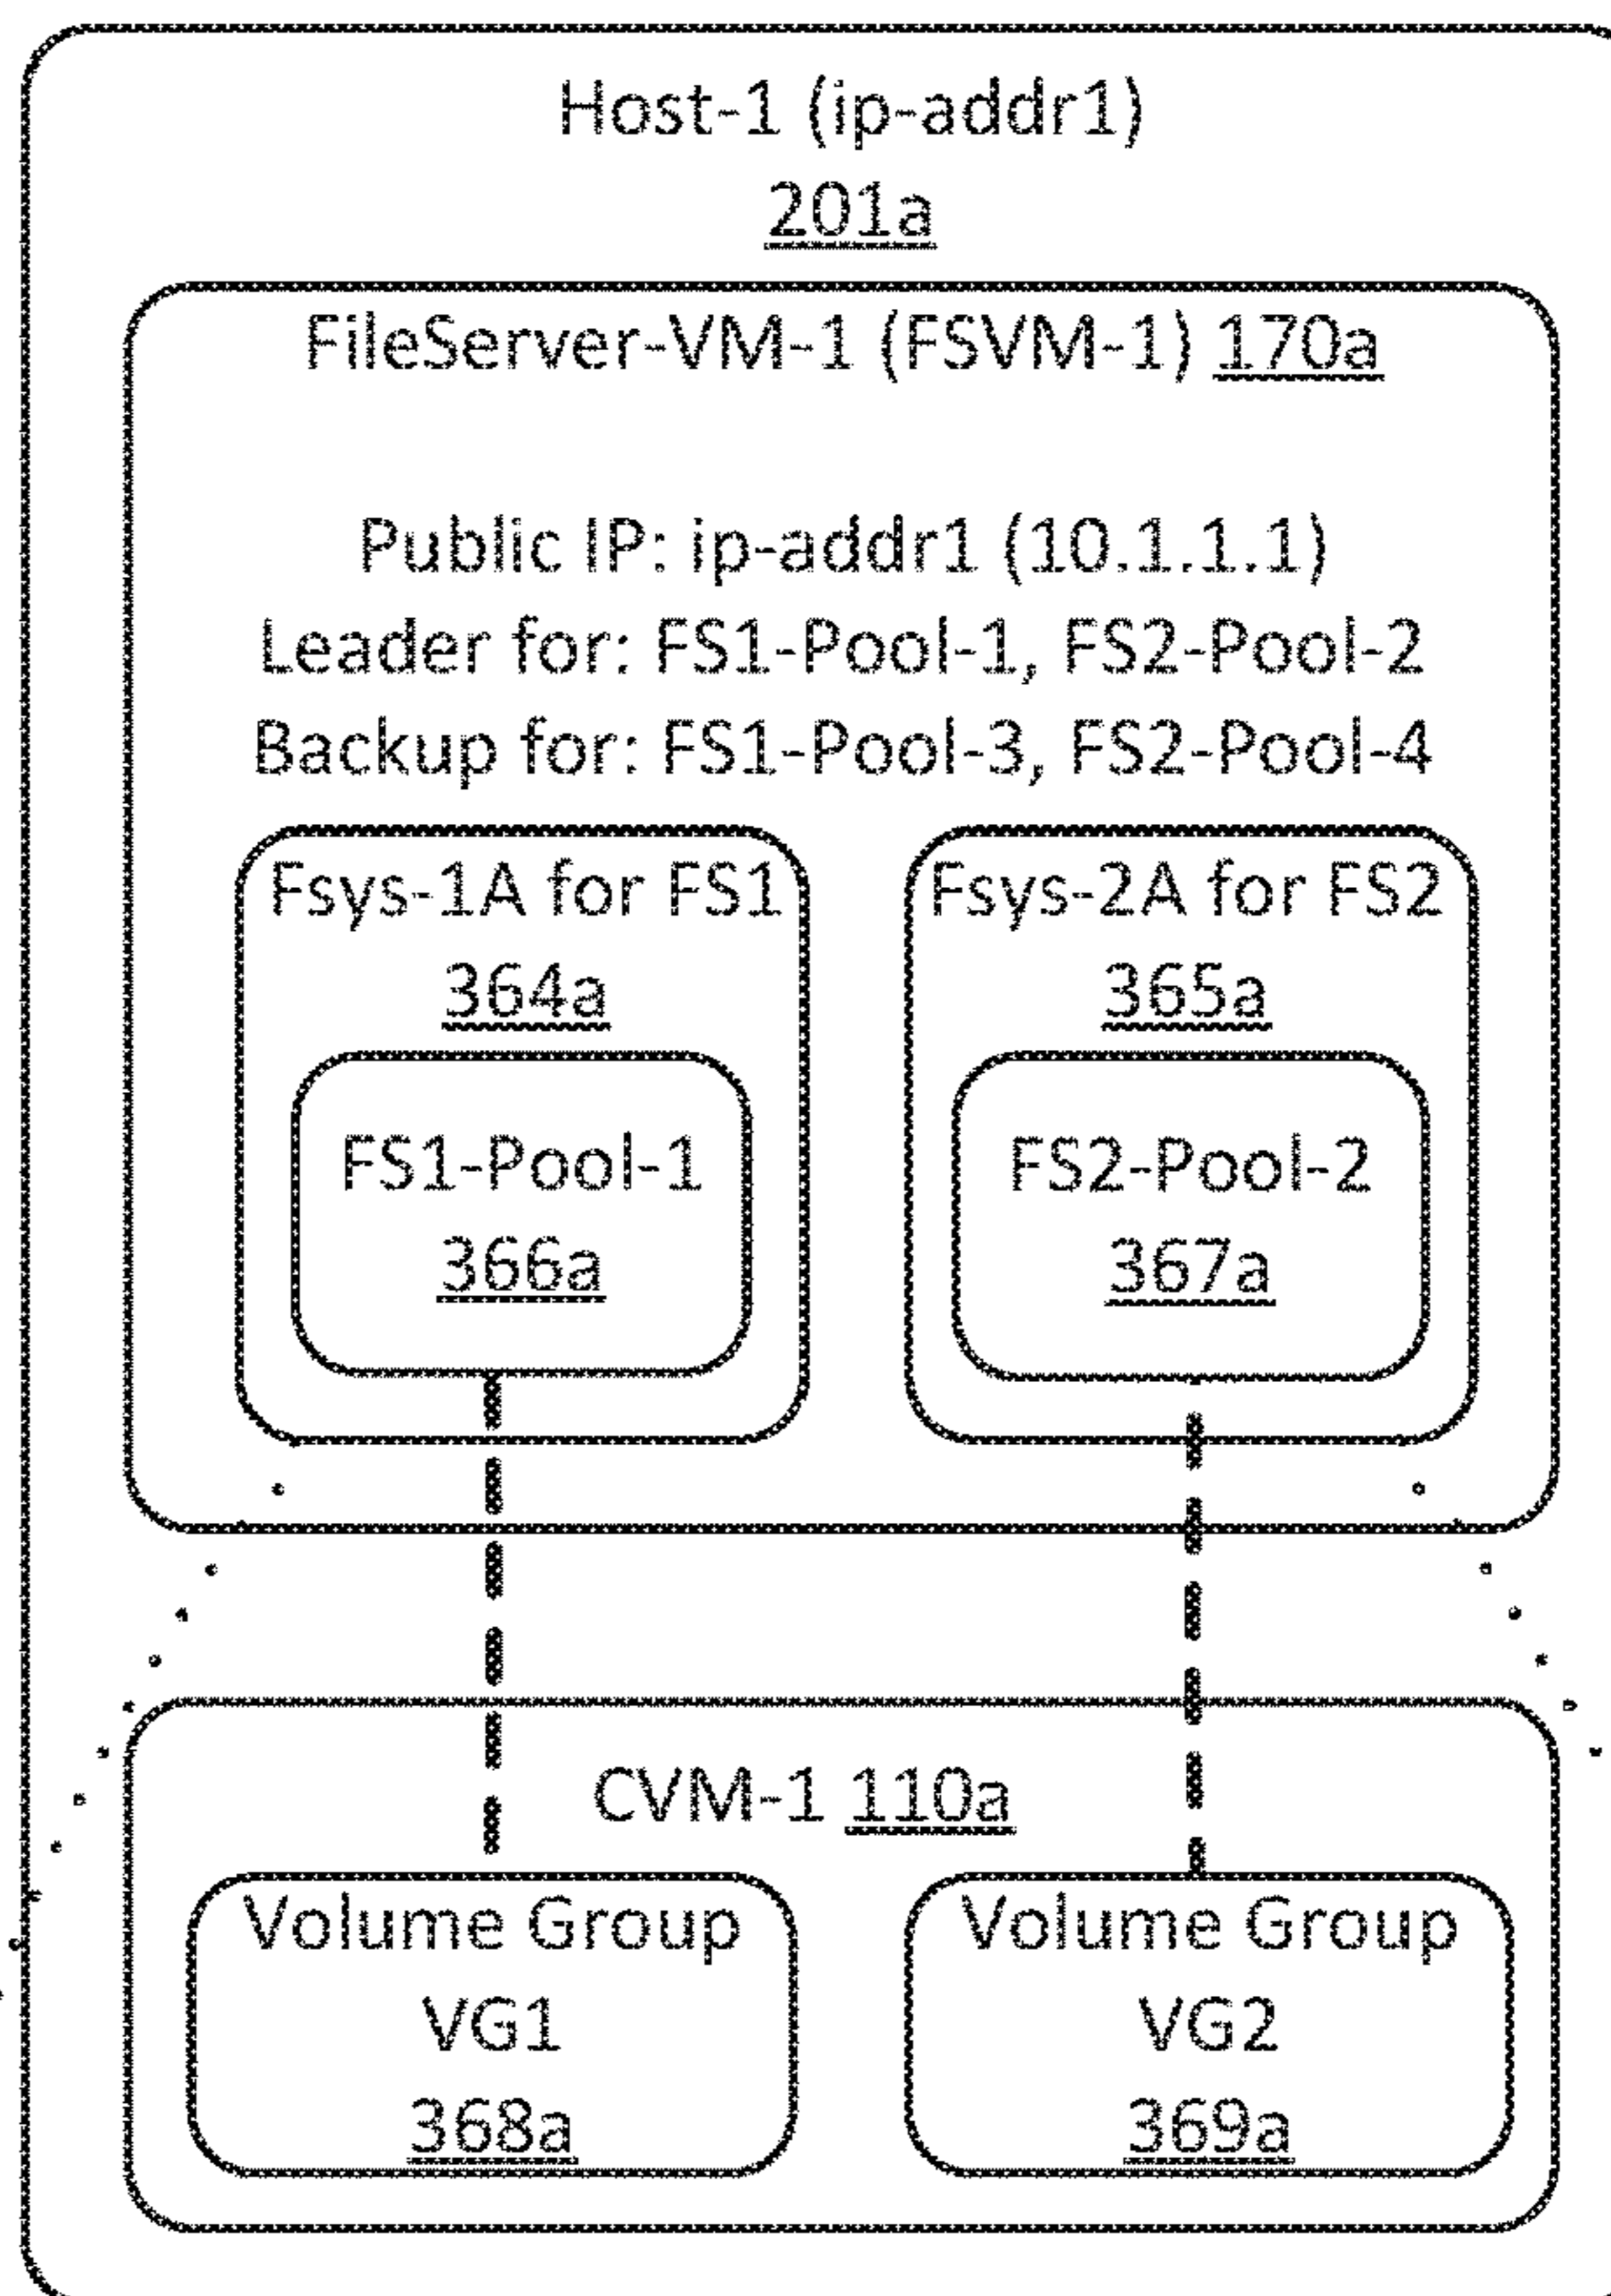 Host-1 (ip-addr1)
201a
FileServer-VM-1 (FSVM-1) 170a
Public IP: ip-addr1 (10.1.1.1)
Leader for: FS1-Pool-1, FS2-Pool-2
Backup for: FS1-Pool-3, FS2-Pool-4
Fsys-1A for FS1
364a
FS1-Pool-1
366a
Fsys-2A for FS2
365a
FS2-Pool-2
367a
CVM-1 110a
Volume Group
VG1
368a
Volume Group
VG2
369a